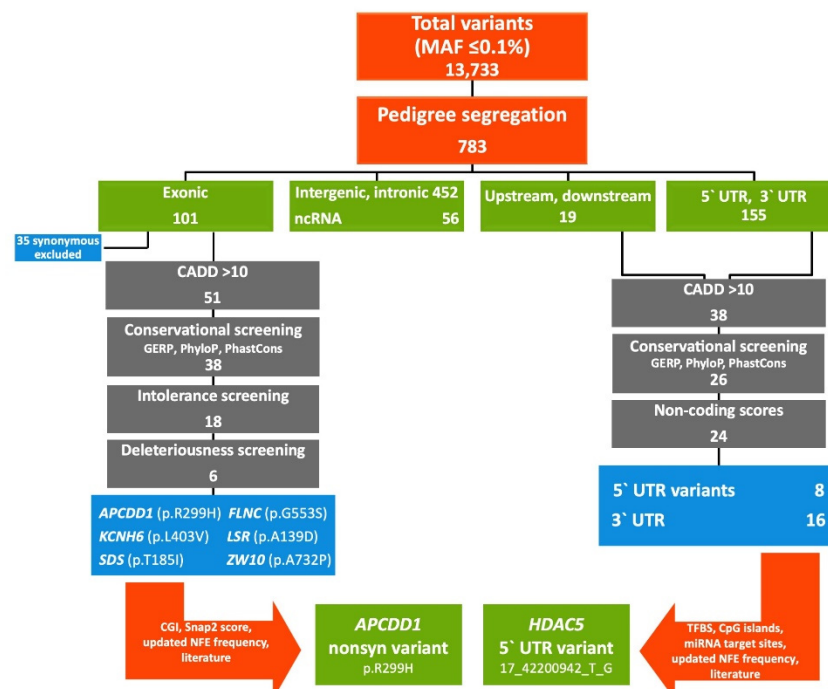 Total variants
(MAF ≤0.1%)
13,733
Pedigree segregation
783
Exonic
101
Intergenic, intronic 452
ncRNA 56
Upstream, downstream
19
5` UTR, 3` UTR
155
35 synonymous
excluded
CADD >10
51
Conservational screening
GERP, PhyloP, PhastCons
38
Intolerance screening
18
Deleteriousness screening
6
APCDD1 (p.R299H) FLNC (p.G553S)
KCNH6 (p.L403V) LSR (p.A139D)
SDS (p.T185I) ZW10 (p.A732P)
CADD >10
38
Conservational screening
GERP, PhyloP, PhastCons
26
Non-coding scores
24
5` UTR variants 8
3` UTR 16
CGI, Snap2 score,
updated NFE frequency,
literature
APCDD1
nonsyn variant
p.R299H
HDAC5
5` UTR variant
17_42200942_T_G
TFBS, CpG islands,
miRNA target sites,
updated NFE frequency,
literature